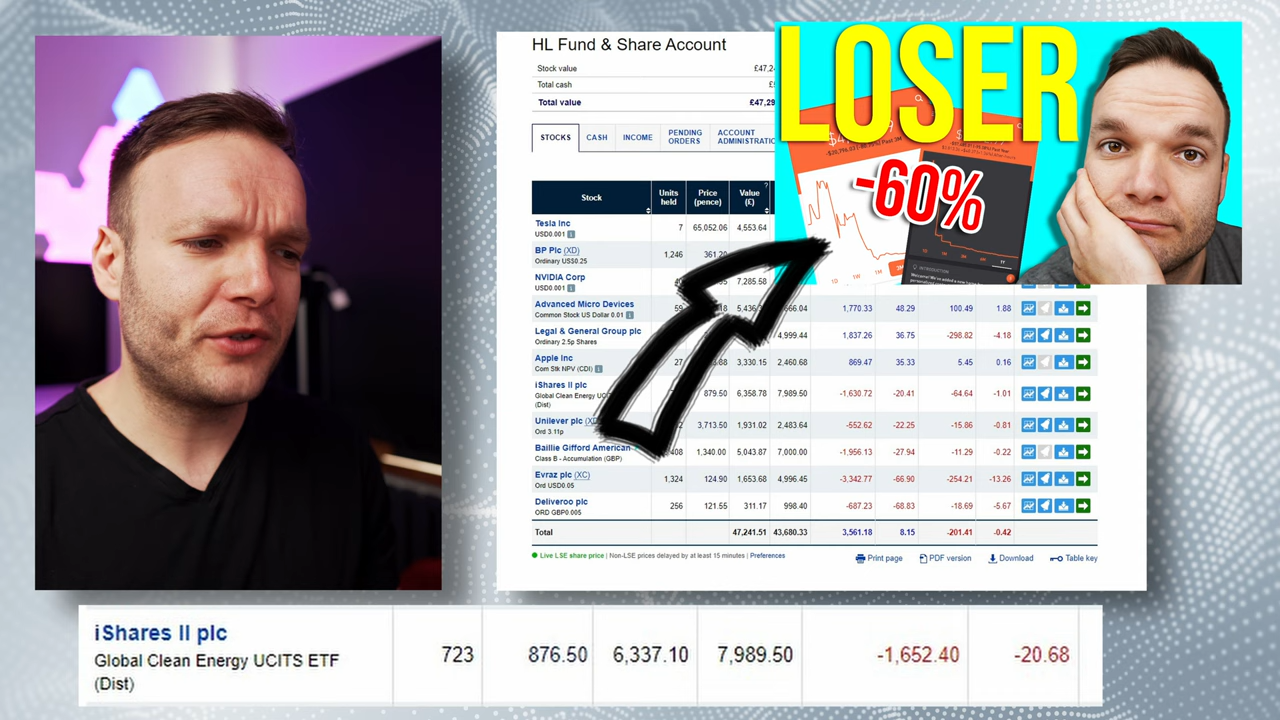 HL Fund & Share Account
Stock value £47,24
Total cash
Total value £47,29
STOCKS CASH INCOME PENDING ORDERS ACCOUNT ADMINISTRATIO
LOSER
-60%
Stock Units held Price (pence) Value (£)
Tesla Inc 7 65,052.06 4,553.64
USD0.001
BP Plc (XD) 1,246 361.20
Ordinary US$0.25
NVIDIA Corp 7,285.58
USD0.001
Advanced Micro Devices 59 1,770.33 48.29 100.49 1.88
Common Stock US Dollar 0.01
Legal & General Group plc 4,999.44 1,837.26 36.75 -298.82 -4.18
Ordinary 2.5p Shares
Apple Inc 27 3,330.15 2,460.68 869.47 35.33 5.45 0.16
Com Stk NPV (CDI)
iShares II plc 879.50 6,358.78 7,989.50 -1,630.72 -20.41 -64.64 -1.01
Global Clean Energy UCIT
(Dist)
Unilever plc (XD 3,713.50 1,931.02 2,483.64 -552.62 -22.25 -15.86 -0.81
Ord 3.11p
Baillie Gifford American 408 1,340.00 5,043.87 7,000.00 -1,956.13 -27.94 -11.29 -0.22
Class B - Accumulation (GBP)
Evraz plc (XC) 1,324 124.90 1,653.68 4,996.45 -3,342.77 -66.90 -254.21 -13.26
Ord USD0.05
Deliveroo plc 256 121.55 311.17 998.40 -687.23 -68.83 -18.69 -5.67
ORD GBP0.005
Total 47,241.51 43,680.33 3,561.18 8.15 -201.41 -0.42
Live LSE share price | Non-LSE prices delayed by at least 15 minutes | Preferences
Print page PDF version Download Table key
iShares II plc
Global Clean Energy UCITS ETF 723 876.50 6,337.10 7,989.50 -1,652.40 -20.68
(Dist)